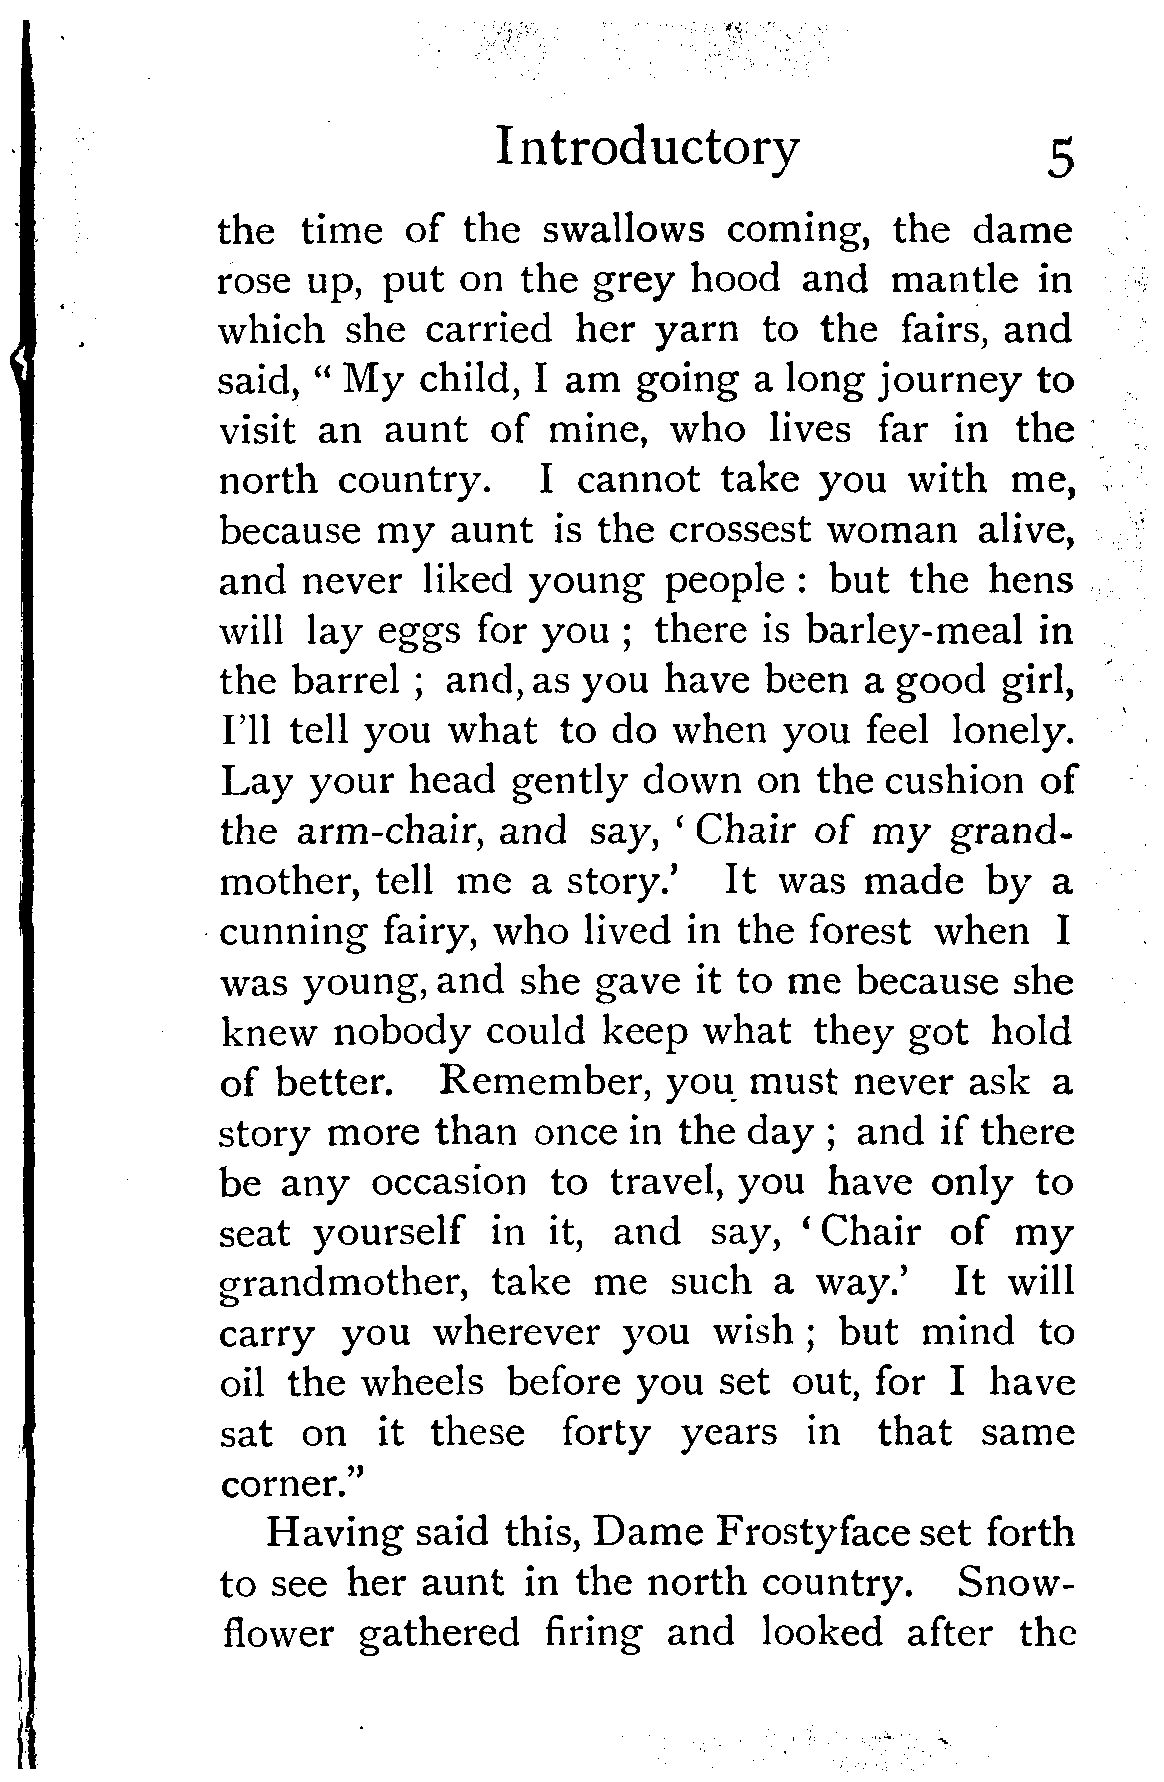 Introductory 5
the time of the swallows coming, the dame
rose up, put on the grey hood and mantle in
which she carried her yarn to the fairs, and
said, “ My child, I am going a long journey to
visit an aunt of mine, who lives far in the
north country. I cannot take you with me,
because my aunt is the crossest woman alive,
and never liked young people : but the hens
will lay eggs for you ; there is barley-meal in
the barrel ; and, as you have been a good girl,
I’ll tell you what to do when you feel lonely.
Lay your head gently down on the cushion of
the arm-chair, and say, ‘ Chair of my grand-
mother, tell me a story.’ It was made by a
cunning fairy, who lived in the forest when I
was young, and she gave it to me because she
knew nobody could keep what they got hold
of better. Remember, you must never ask a
story more than once in the day ; and if there
be any occasion to travel, you have only to
seat yourself in it, and say, ‘ Chair of my
grandmother, take me such a way.’ It will
carry you wherever you wish ; but mind to
oil the wheels before you set out, for I have
sat on it these forty years in that same
corner.”
Having said this, Dame Frostyface set forth
to see her aunt in the north country. Snow-
flower gathered firing and looked after the